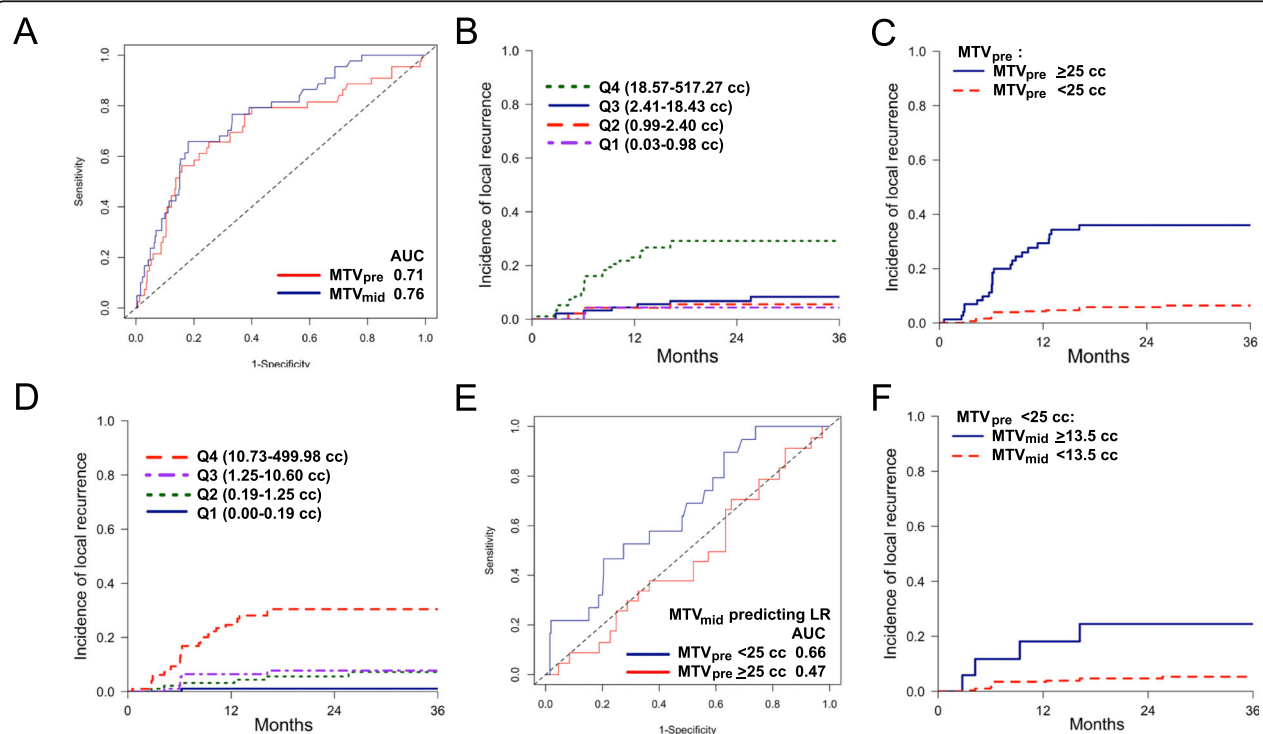 A
1.0
0.8
0.6
0.4
0.2
0.0
Sensitivity
AUC
MTVpre 0.71
MTVmid 0.76
0.0 0.2 0.4 0.6 0.8 1.0
1-Specificity
B
1.0
0.8
0.6
0.4
0.2
0.0
Incidence of local recurrence
Q4 (18.57-517.27 cc)
Q3 (2.41-18.43 cc)
Q2 (0.99-2.40 cc)
Q1 (0.03-0.98 cc)
0 12 24 36
Months
C
1.0
0.8
0.6
0.4
0.2
0.0
Incidence of local recurrence
MTVpre :
MTVpre ≥25 cc
MTVpre <25 cc
0 12 24 36
Months
D
1.0
0.8
0.6
0.4
0.2
0.0
Incidence of local recurrence
Q4 (10.73-499.98 cc)
Q3 (1.25-10.60 cc)
Q2 (0.19-1.25 cc)
Q1 (0.00-0.19 cc)
0 12 24 36
Months
E
1.0
0.8
0.6
0.4
0.2
0.0
Sensitivity
MTVmid predicting LR
AUC
MTVpre <25 cc 0.66
MTVpre ≥25 cc 0.47
0.0 0.2 0.4 0.6 0.8 1.0
1-Specificity
F
1.0
0.8
0.6
0.4
0.2
0.0
Incidence of local recurrence
MTVpre <25 cc:
MTVmid ≥13.5 cc
MTVmid <13.5 cc
0 12 24 36
Months